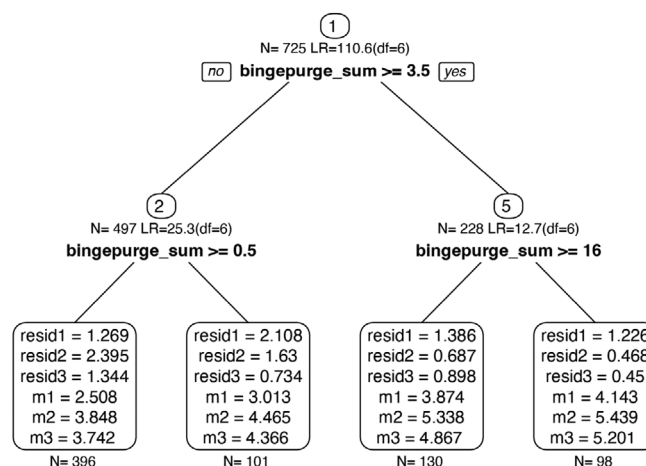 1
N= 725 LR=110.6(df=6)
no bingepurge_sum >= 3.5 yes
2
N= 497 LR=25.3(df=6)
bingepurge_sum >= 0.5
5
N= 228 LR=12.7(df=6)
bingepurge_sum >= 16
resid1 = 1.269
resid2 = 2.395
resid3 = 1.344
m1 = 2.508
m2 = 3.848
m3 = 3.742
N= 396
resid1 = 2.108
resid2 = 1.63
resid3 = 0.734
m1 = 3.013
m2 = 4.465
m3 = 4.366
N= 101
resid1 = 1.386
resid2 = 0.687
resid3 = 0.898
m1 = 3.874
m2 = 5.338
m3 = 4.867
N= 130
resid1 = 1.226
resid2 = 0.468
resid3 = 0.45
m1 = 4.143
m2 = 5.439
m3 = 5.201
N= 98